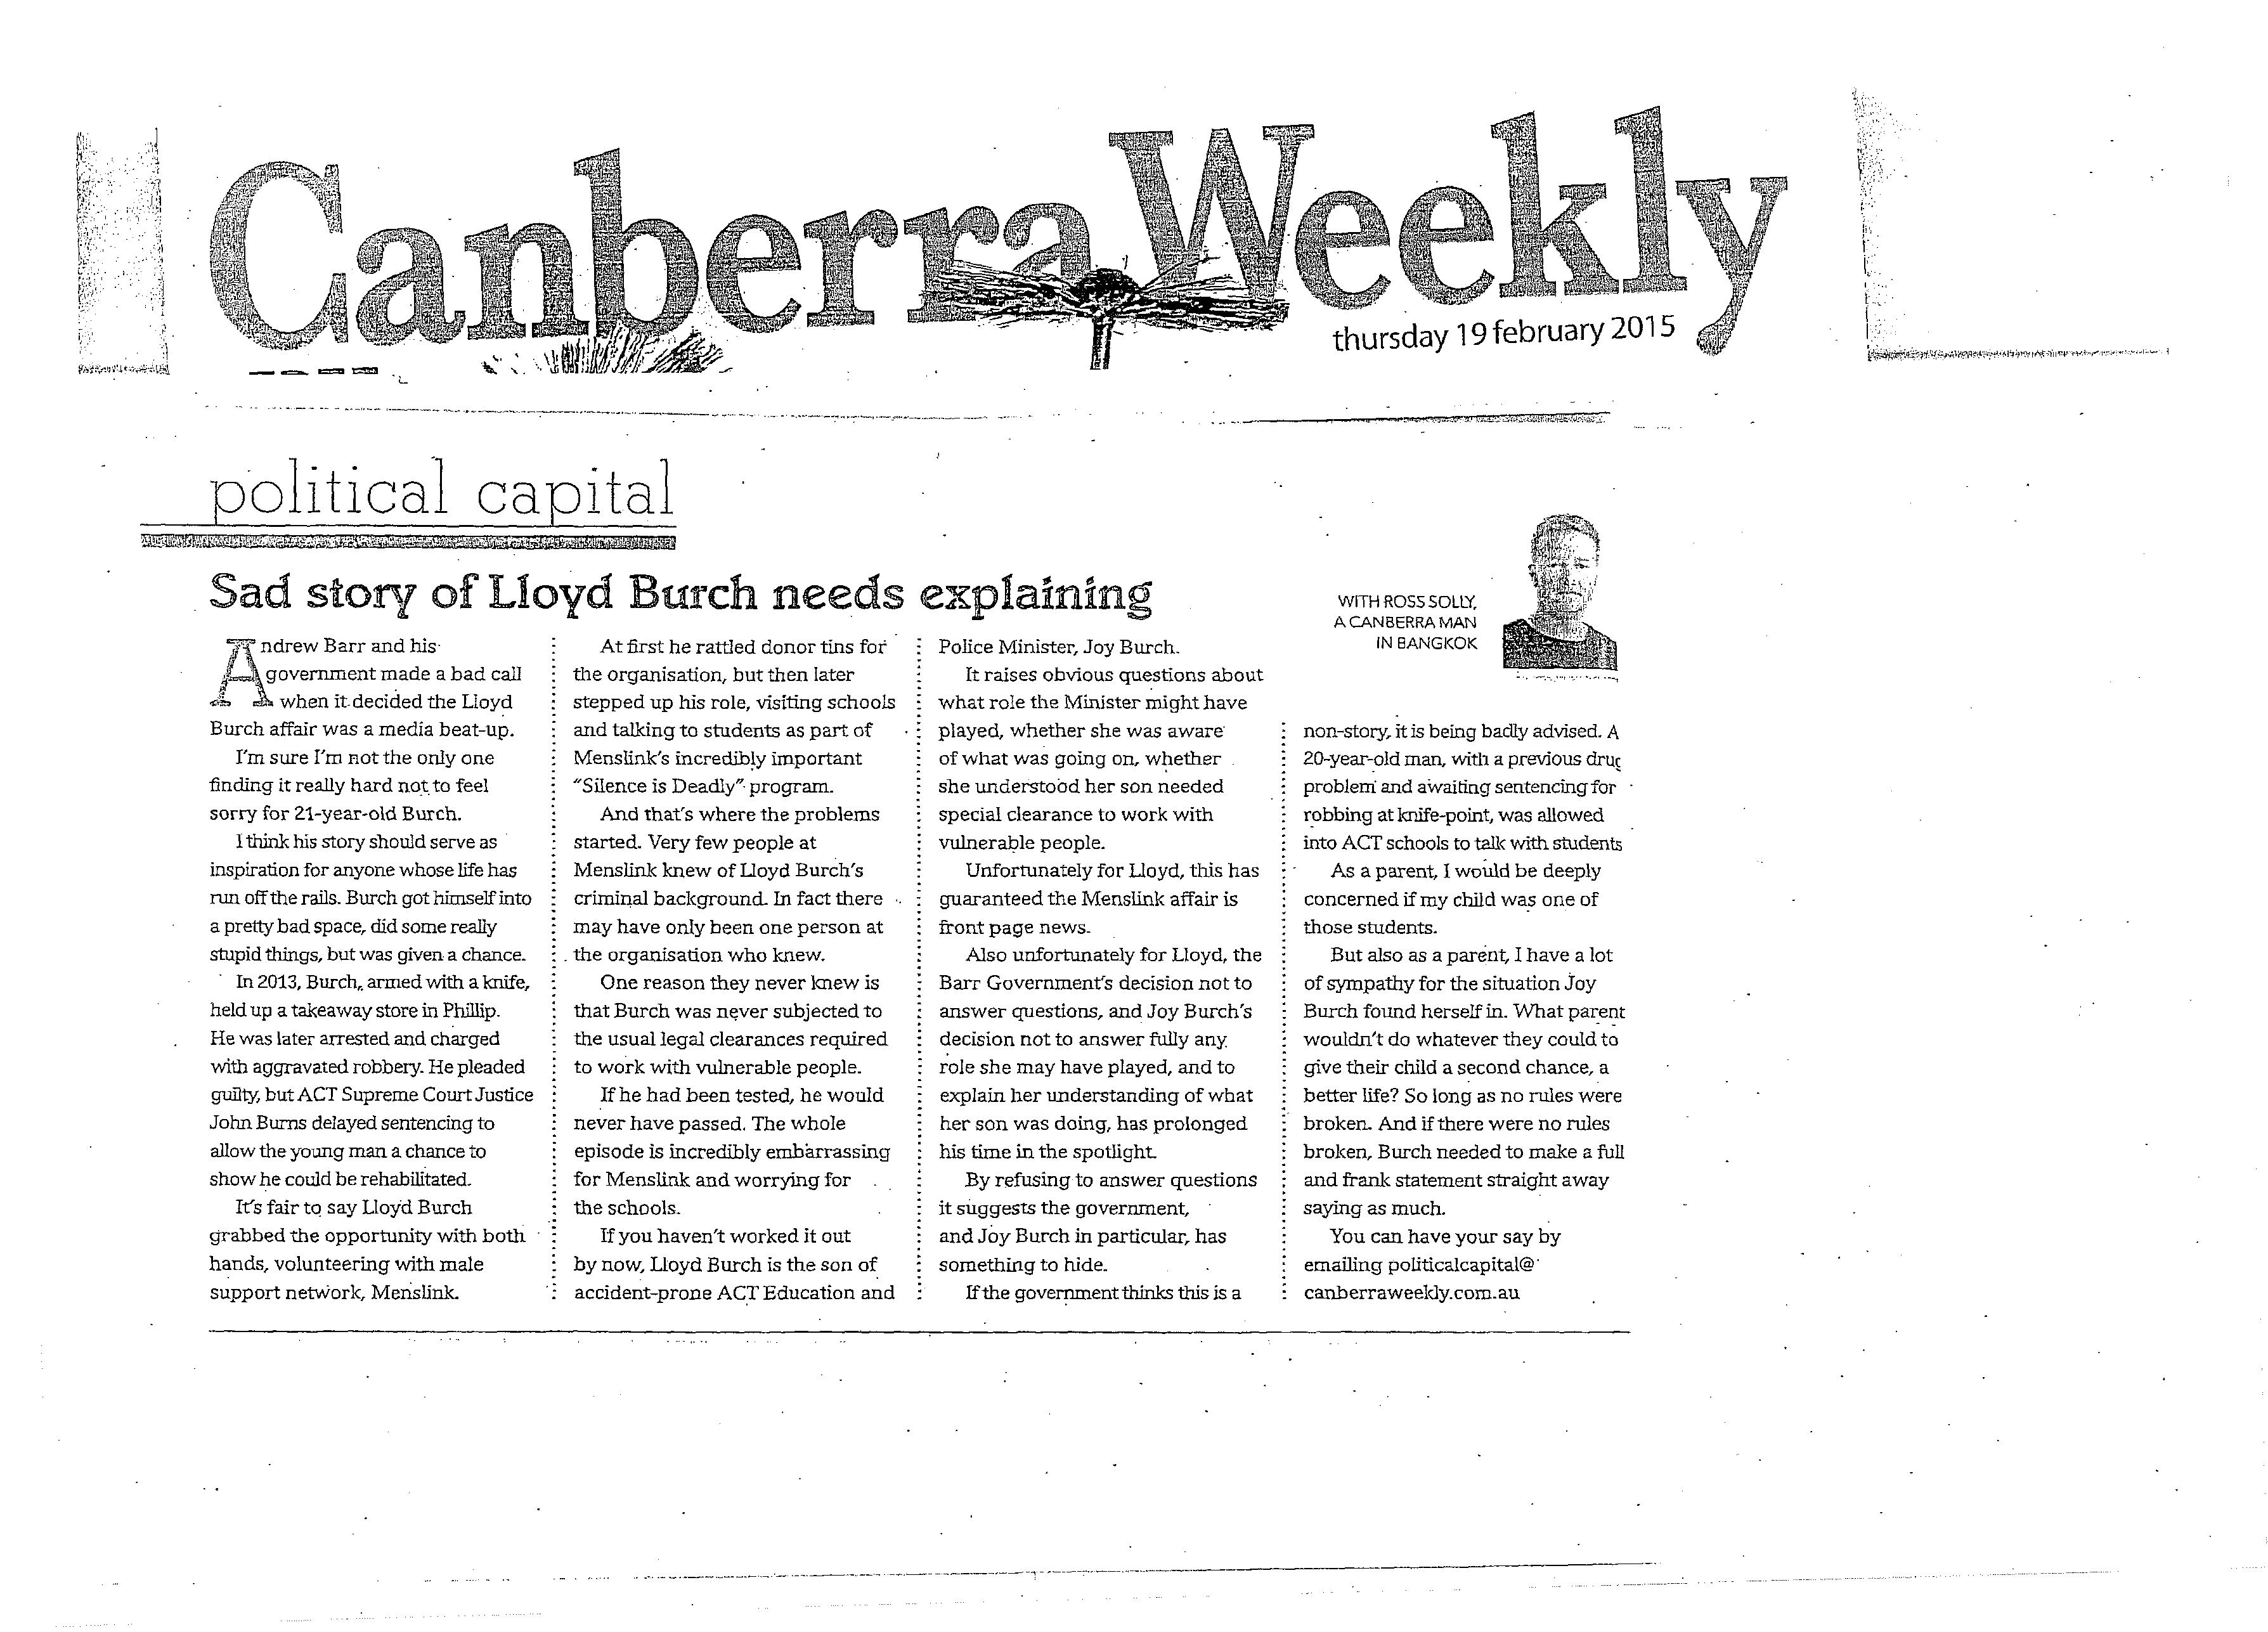 Canberra Weekly
thursday 19 february 2015
political capital
Sad story of Lloyd Burch needs explaining
WITH ROSS SOLLY,
A CANBERRA MAN
IN BANGKOK
Andrew Barr and his
government made a bad call
when it decided the Lloyd
Burch affair was a media beat-up.
I'm sure I'm not the only one
finding it really hard not to feel
sorry for 21-year-old Burch.
I think his story should serve as
inspiration for anyone whose life has
run off the rails. Burch got himself into
a pretty bad space, did some really
stupid things, but was given a chance.
In 2013, Burch, armed with a knife,
held up a takeaway store in Phillip.
He was later arrested and charged
with aggravated robbery. He pleaded
guilty, but ACT Supreme Court Justice
John Burns delayed sentencing to
allow the young man a chance to
show he could be rehabilitated.
It's fair to say Lloyd Burch
grabbed the opportunity with both
hands, volunteering with male
support network, Menslink.
At first he rattled donor tins for
the organisation, but then later
stepped up his role, visiting schools
and talking to students as part of
Menslink's incredibly important
"Silence is Deadly" program.
And that's where the problems
started. Very few people at
Menslink knew of Lloyd Burch's
criminal background. In fact there
may have only been one person at
the organisation who knew.
One reason they never knew is
that Burch was never subjected to
the usual legal clearances required
to work with vulnerable people.
If he had been tested, he would
never have passed. The whole
episode is incredibly embarrassing
for Menslink and worrying for
the schools.
If you haven't worked it out
by now, Lloyd Burch is the son of
accident-prone ACT Education and
Police Minister, Joy Burch.
It raises obvious questions about
what role the Minister might have
played, whether she was aware
of what was going on, whether
she understood her son needed
special clearance to work with
vulnerable people.
Unfortunately for Lloyd, this has
guaranteed the Menslink affair is
front page news.
Also unfortunately for Lloyd, the
Barr Government's decision not to
answer questions, and Joy Burch's
decision not to answer fully any
role she may have played, and to
explain her understanding of what
her son was doing, has prolonged
his time in the spotlight.
By refusing to answer questions
it suggests the government,
and Joy Burch in particular, has
something to hide.
If the government thinks this is a
non-story, it is being badly advised. A
20-year-old man, with a previous drug
problem and awaiting sentencing for
robbing at knife-point, was allowed
into ACT schools to talk with students
As a parent, I would be deeply
concerned if my child was one of
those students.
But also as a parent, I have a lot
of sympathy for the situation Joy
Burch found herself in. What parent
wouldn't do whatever they could to
give their child a second chance, a
better life? So long as no rules were
broken. And if there were no rules
broken, Burch needed to make a full
and frank statement straight away
saying as much.
You can have your say by
emailing politicalcapital@
canberraweekly.com.au